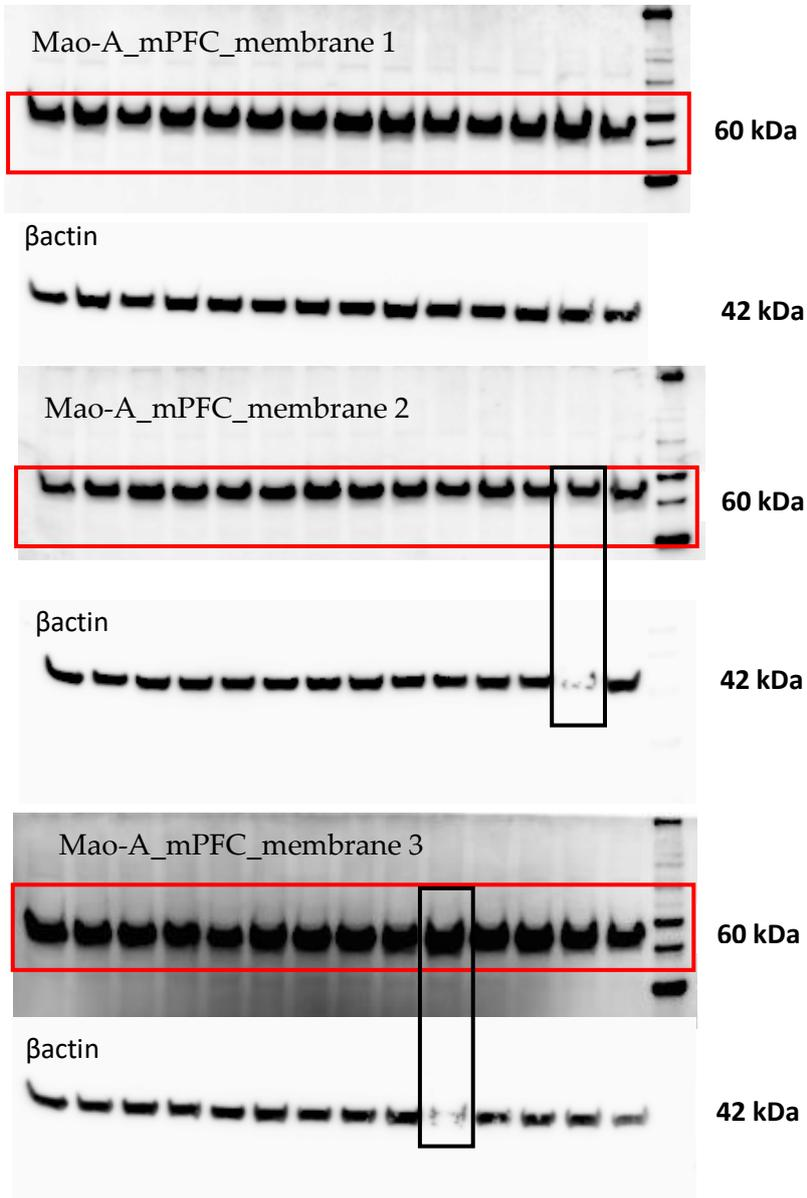 Mao-A_mPFC_membrane 1
60 kDa
βactin
42 kDa
Mao-A_mPFC_membrane 2
60 kDa
βactin
42 kDa
Mao-A_mPFC_membrane 3
60 kDa
βactin
42 kDa